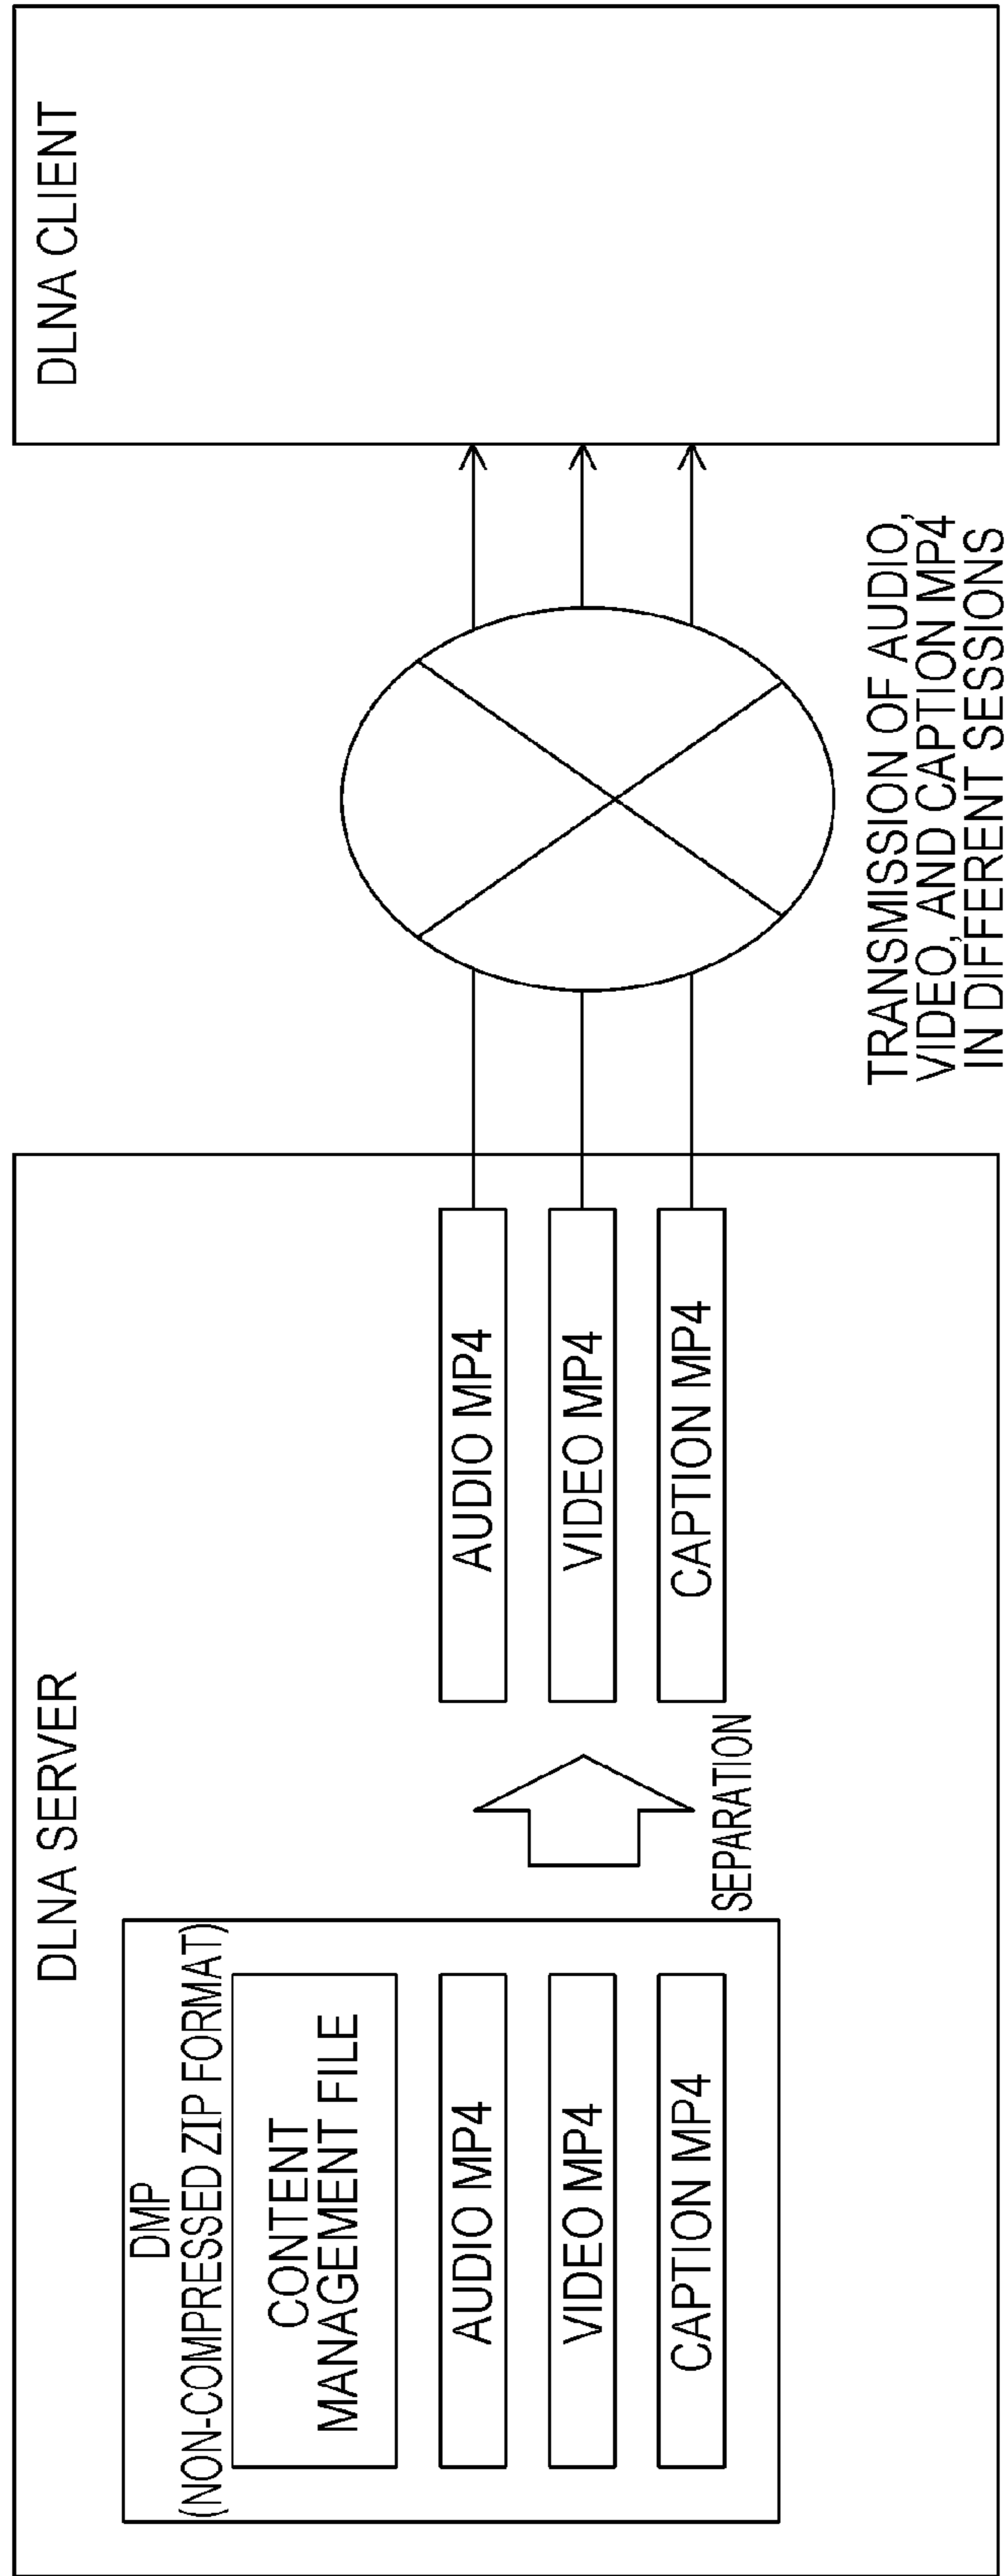 DLNA SERVER
DMP
(NON-COMPRESSED ZIP FORMAT)
CONTENT
MANAGEMENT FILE
AUDIO MP4
VIDEO MP4
CAPTION MP4
SEPARATION
AUDIO MP4
VIDEO MP4
CAPTION MP4
TRANSMISSION OF AUDIO,
VIDEO, AND CAPTION MP4
IN DIFFERENT SESSIONS
DLNA CLIENT